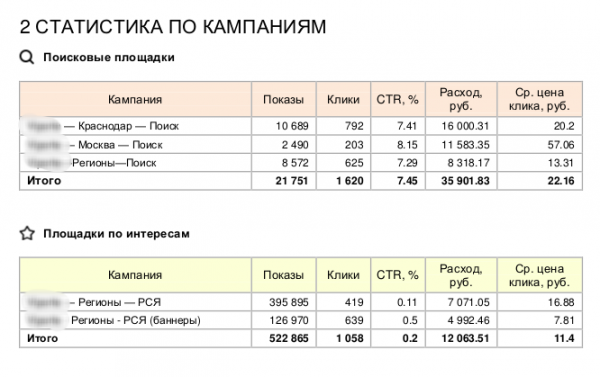 2 СТАТИСТИКА ПО КАМПАНИЯМ
Поисковые площадки
Кампания Показы Клики CTR, % Расход, руб. Ср. цена клика, руб.
— Краснодар — Поиск 10 689 792 7.41 16 000.31 20.2
– Москва — Поиск 2 490 203 8.15 11 583.35 57.06
-Регионы—Поиск 8 572 625 7.29 8 318.17 13.31
Итого 21 751 1 620 7.45 35 901.83 22.16
Площадки по интересам
Кампания Показы Клики CTR, % Расход, руб. Ср. цена клика, руб.
– Регионы — РСЯ 395 895 419 0.11 7 071.05 16.88
Регионы - РСЯ (баннеры) 126 970 639 0.5 4 992.46 7.81
Итого 522 865 1 058 0.2 12 063.51 11.4